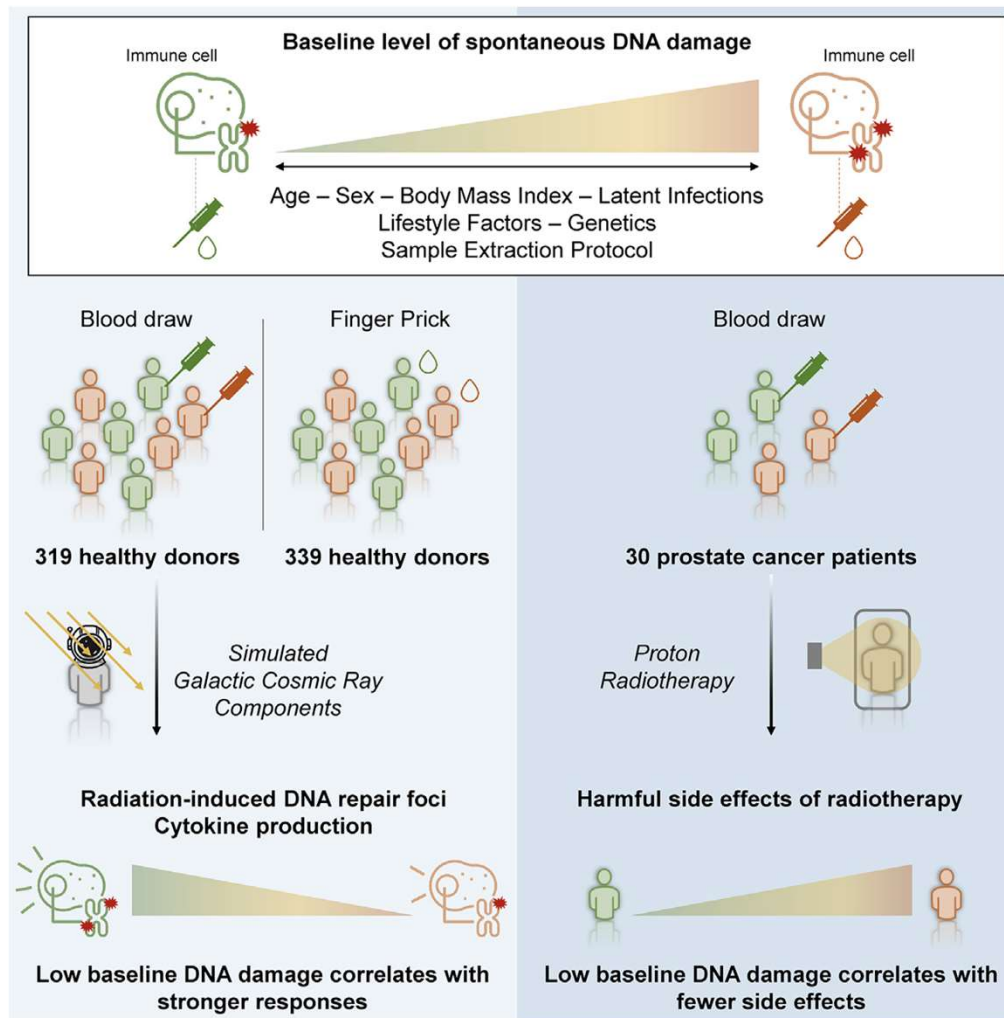 Baseline level of spontaneous DNA damage
Immune cell
Immune cell
Age – Sex – Body Mass Index – Latent Infections
Lifestyle Factors – Genetics
Sample Extraction Protocol
Blood draw
Finger Prick
Blood draw
319 healthy donors
339 healthy donors
30 prostate cancer patients
Simulated
Galactic Cosmic Ray
Components
Proton
Radiotherapy
Radiation-induced DNA repair foci
Cytokine production
Harmful side effects of radiotherapy
Low baseline DNA damage correlates with
stronger responses
Low baseline DNA damage correlates with
fewer side effects